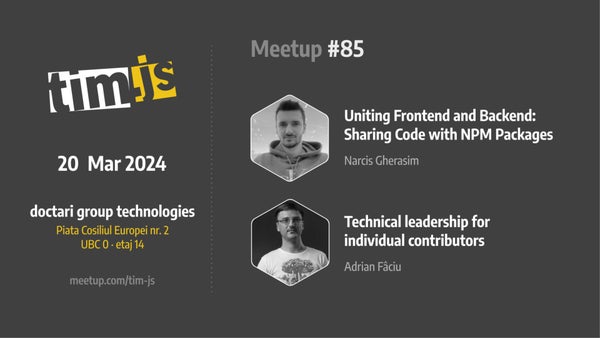 tim.js
20 Mar 2024
doctari group technologies
Piata Cosiliul Europei nr. 2
UBC 0 · etaj 14
meetup.com/tim-js
Meetup #85
Uniting Frontend and Backend:
Sharing Code with NPM Packages
Narcis Gherasim
Technical leadership for
individual contributors
Adrian Fâciu